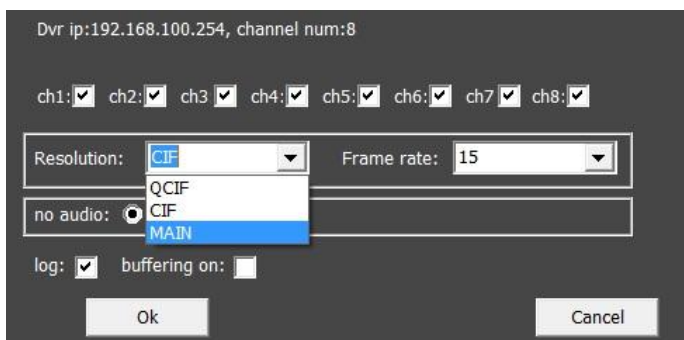 Dvr ip:192.168.100.254, channel num:8
ch1: ch2: ch3 ch4: ch5: ch6: ch7 ch8:
Resolution: CIF Frame rate: 15
QCIF
no audio: CIF
MAIN
log: buffering on:
Ok Cancel